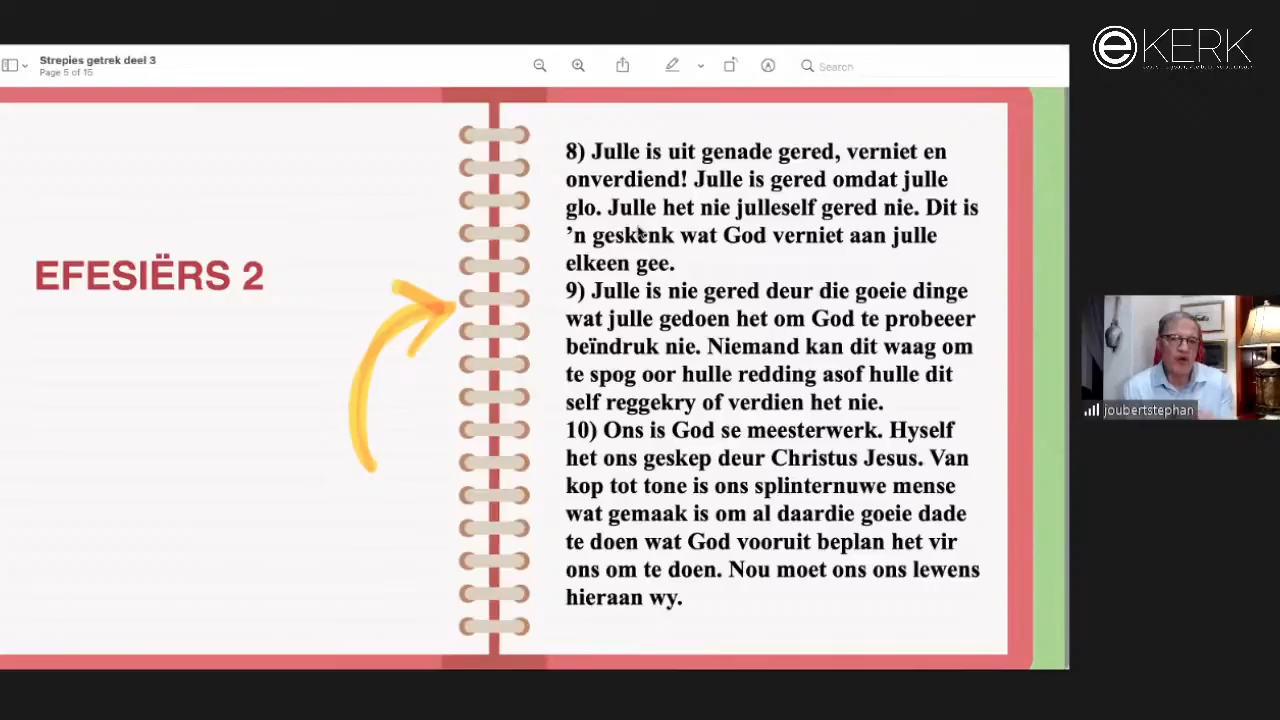 eKERK
Strepies getrek deel 3
Page 5 of 15
Search
EFESIËRS 2
8) Julle is uit genade gered, verniet en
onverdiend! Julle is gered omdat julle
glo. Julle het nie julleself gered nie. Dit is
’n geskenk wat God verniet aan julle
elkeen gee.
9) Julle is nie gered deur die goeie dinge
wat julle gedoen het om God te probeeer
beïndruk nie. Niemand kan dit waag om
te spog oor hulle redding asof hulle dit
self reggekry of verdien het nie.
10) Ons is God se meesterwerk. Hyself
het ons geskep deur Christus Jesus. Van
kop tot tone is ons splinternuwe mense
wat gemaak is om al daardie goeie dade
te doen wat God vooruit beplan het vir
ons om te doen. Nou moet ons ons lewens
hieraan wy.
joubertstephan